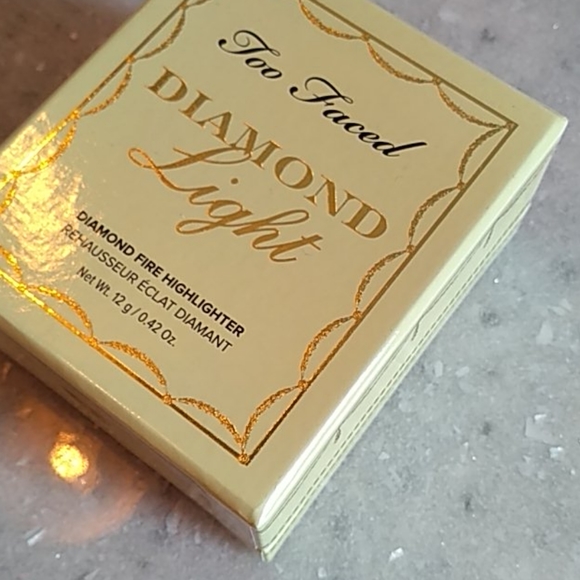 Too Faced
DIAMOND
Light
DIAMOND FIRE HIGHLIGHTER
REHAUSSEUR ÉCLAT DIAMANT
Net Wt. 12 g / 0.42 Oz.